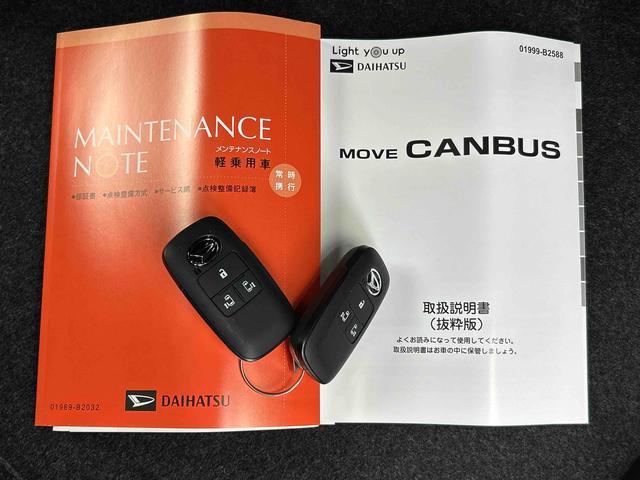 MAINTENANCE
NOTE
メンテナンスノート
軽乗用車
常時
携行
●保証書 ●点検整備方式 ●サービス網 ●点検整備記録簿
01989-B2032
DAIHATSU
Light you up
DAIHATSU
01999-B2588
MOVE CANBUS
取扱説明書
(抜粋版)
よくお読みになって使用してください。
取扱説明書はお車の中に保管しましょう。